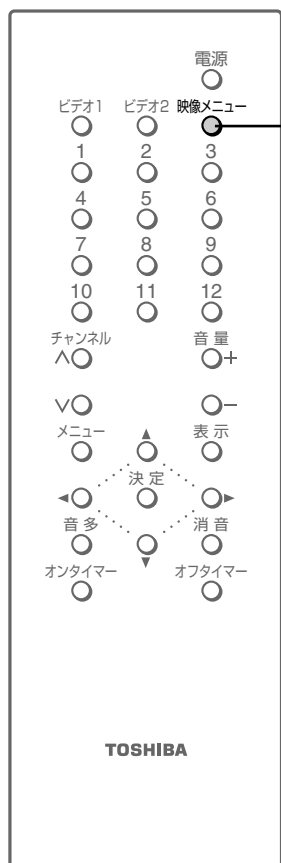 電源
ビデオ1 ビデオ2 映像メニュー
1 2 3
4 5 6
7 8 9
10 11 12
チャンネル 音量
∧ +
∨ −
メニュー ▲ 表示
決定
◀ ▶
音多 消音
▼
オンタイマー オフタイマー
TOSHIBA